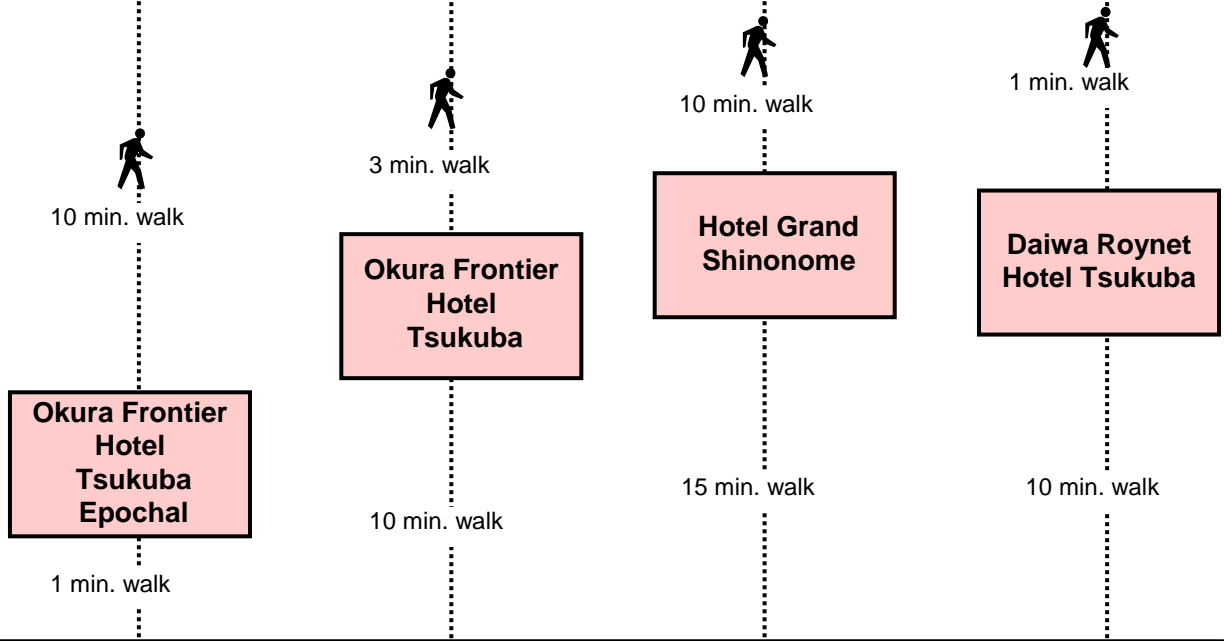 10 min. walk
Okura Frontier
Hotel
Tsukuba
Epochal
1 min. walk
3 min. walk
Okura Frontier
Hotel
Tsukuba
10 min. walk
10 min. walk
Hotel Grand
Shinonome
15 min. walk
1 min. walk
Daiwa Roynet
Hotel Tsukuba
10 min. walk